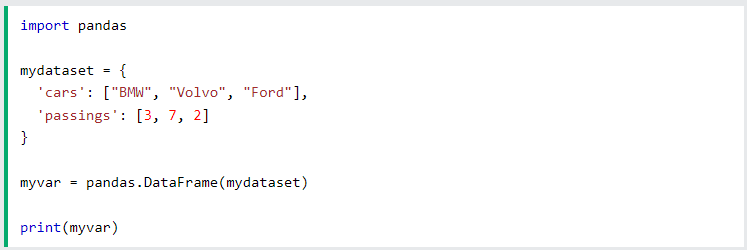 import pandas

mydataset = {
  'cars': ["BMW", "Volvo", "Ford"],
  'passings': [3, 7, 2]
}

myvar = pandas.DataFrame(mydataset)

print(myvar)